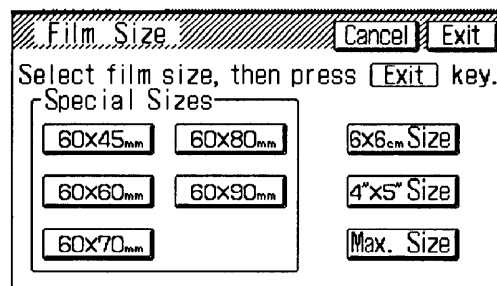 Film Size Cancel Exit
Select film size, then press Exit key.
Special Sizes
60X45mm 60X80mm 6X6cm Size
60X60mm 60X90mm 4"X5" Size
60X70mm Max. Size